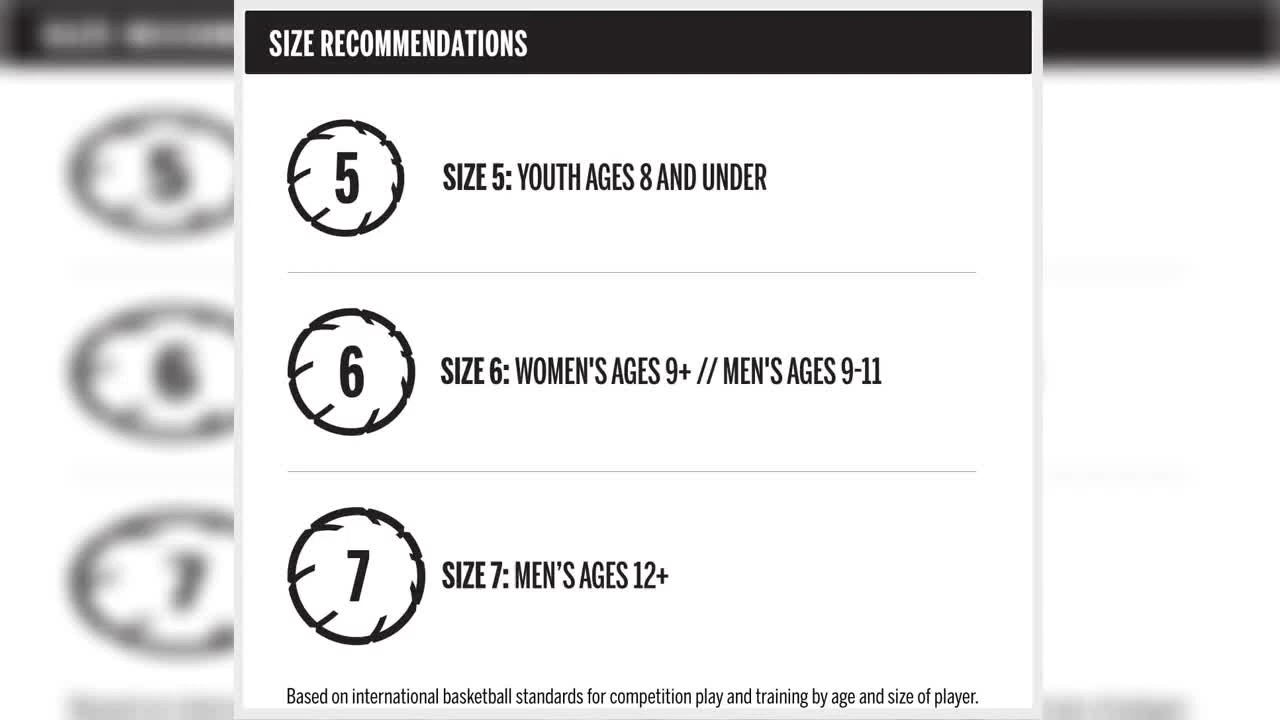 SIZE RECOMMENDATIONS
5
SIZE 5: YOUTH AGES 8 AND UNDER
6
SIZE 6: WOMEN'S AGES 9+ // MEN'S AGES 9-11
7
SIZE 7: MEN’S AGES 12+
Based on international basketball standards for competition play and training by age and size of player.